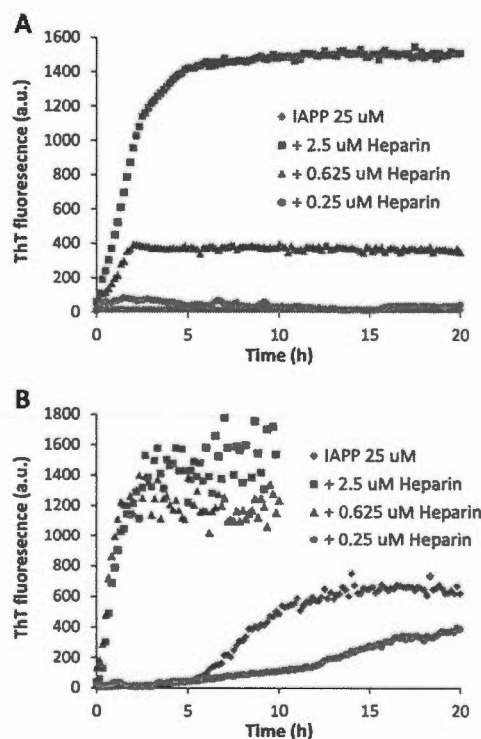 A
ThT fluoresecnce (a.u.)
1600
1400
1200
1000
800
600
400
200
0
IAPP 25 uM
+ 2.5 uM Heparin
+ 0.625 uM Heparin
+ 0.25 uM Heparin
0 5 10 15 20
Time (h)
B
ThT fluoresecnce (a.u.)
1800
1600
1400
1200
1000
800
600
400
200
0
IAPP 25 uM
+ 2.5 uM Heparin
+ 0.625 uM Heparin
+ 0.25 uM Heparin
0 5 10 15 20
Time (h)